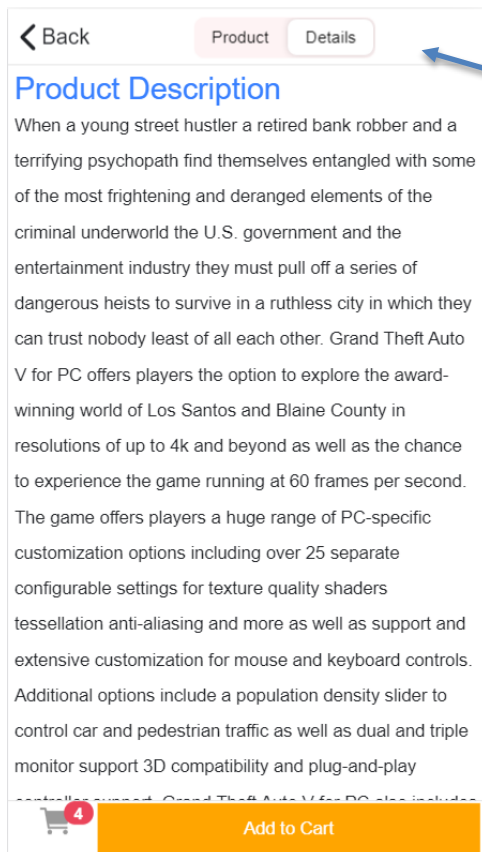 Back
Product Details
Product Description
When a young street hustler a retired bank robber and a
terrifying psychopath find themselves entangled with some
of the most frightening and deranged elements of the
criminal underworld the U.S. government and the
entertainment industry they must pull off a series of
dangerous heists to survive in a ruthless city in which they
can trust nobody least of all each other. Grand Theft Auto
V for PC offers players the option to explore the award-
winning world of Los Santos and Blaine County in
resolutions of up to 4k and beyond as well as the chance
to experience the game running at 60 frames per second.
The game offers players a huge range of PC-specific
customization options including over 25 separate
configurable settings for texture quality shaders
tessellation anti-aliasing and more as well as support and
extensive customization for mouse and keyboard controls.
Additional options include a population density slider to
control car and pedestrian traffic as well as dual and triple
monitor support 3D compatibility and plug-and-play
controller support. Grand Theft Auto V for PC also includes
4
Add to Cart